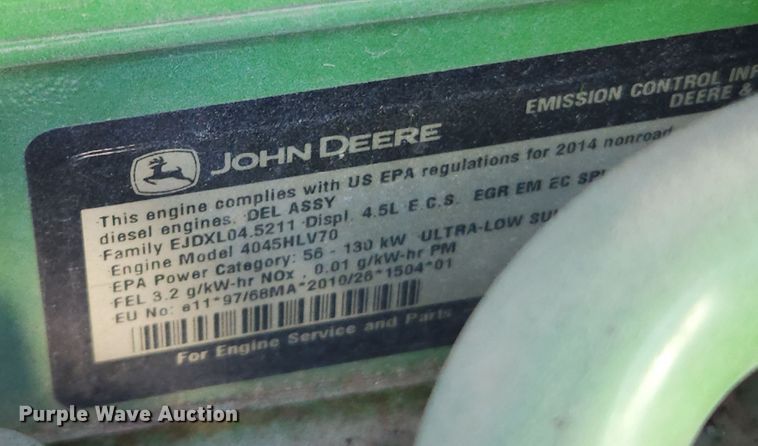 EMISSION CONTROL
DEERE &
JOHN DEERE
This engine complies with US EPA regulations for 2014 nonroad
diesel engines. DEL ASSY
Family EJDXL04.5211 Displ. 4.5L E.C.S. EGR EM EC
Engine Model 4045HLV70
EPA Power Category: 56 - 130 kW ULTRA-LOW
FEL 3.2 g/kW-hr NOx , 0.01 g/kW-hr PM
EU No: e11*97/68MA*2010/26*1504*01
For Engine Service and Parts
Purple Wave Auction